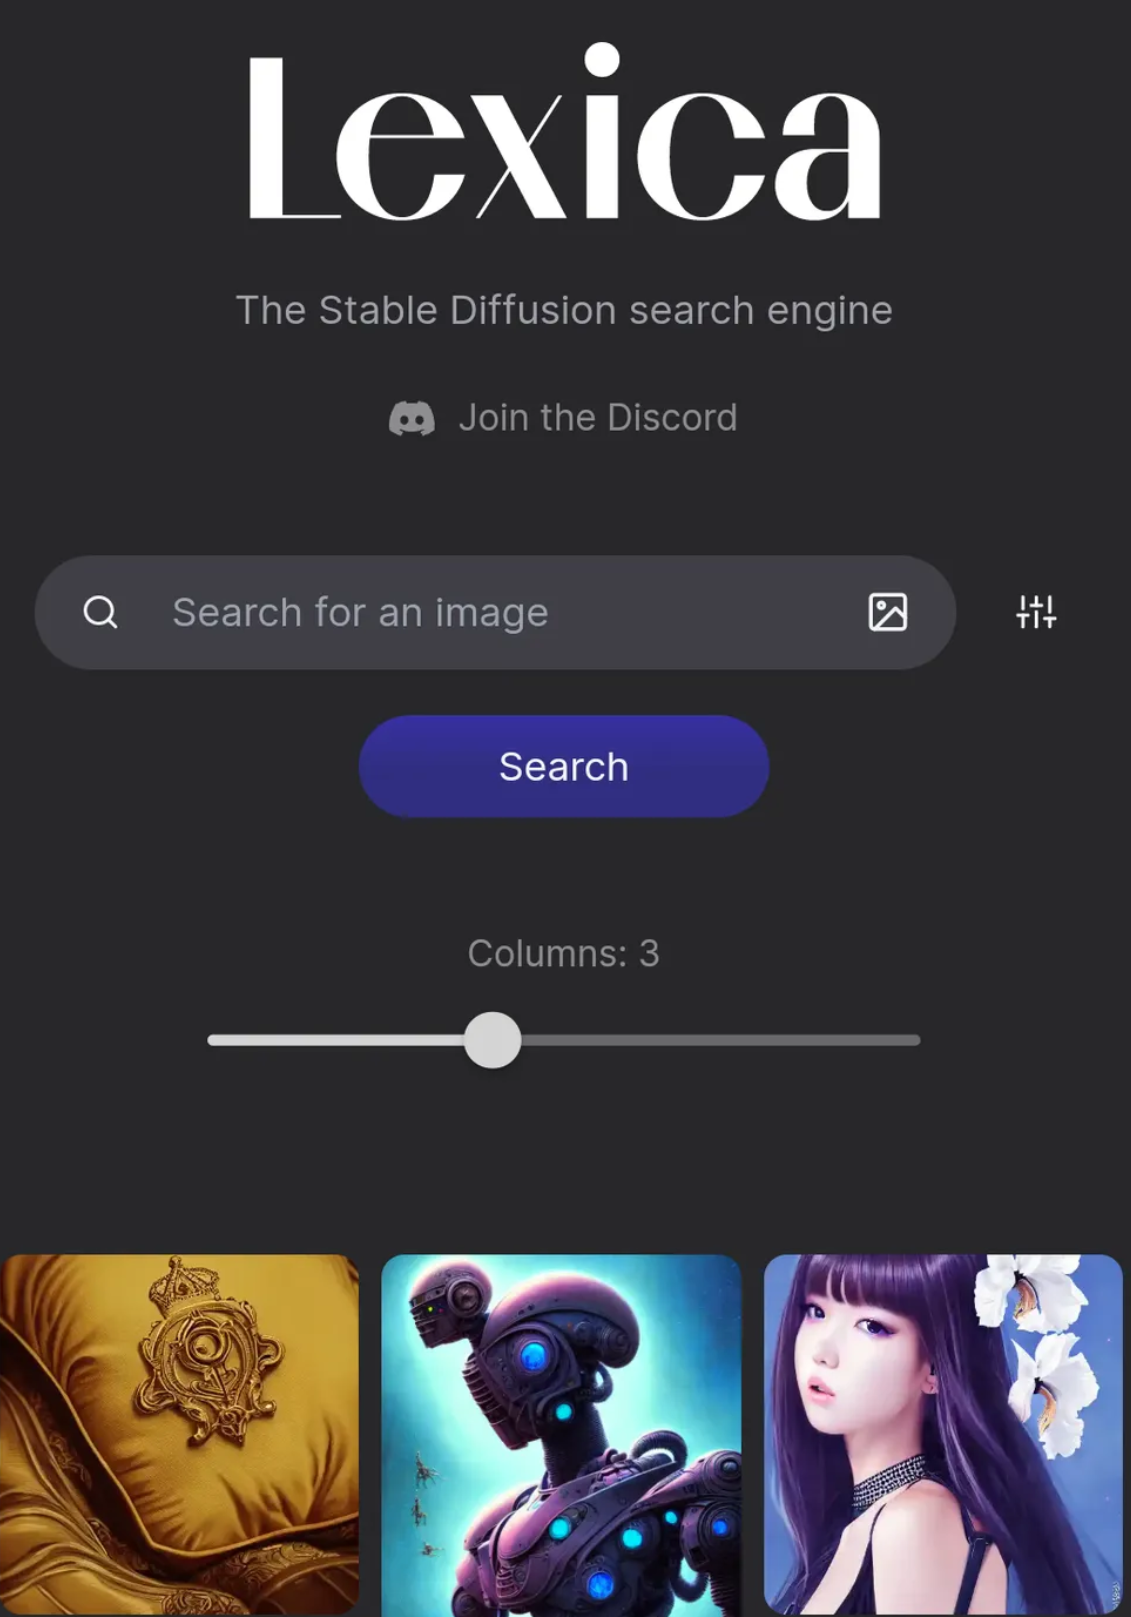 Lexica
The Stable Diffusion search engine
Join the Discord
Search for an image
Search
Columns: 3